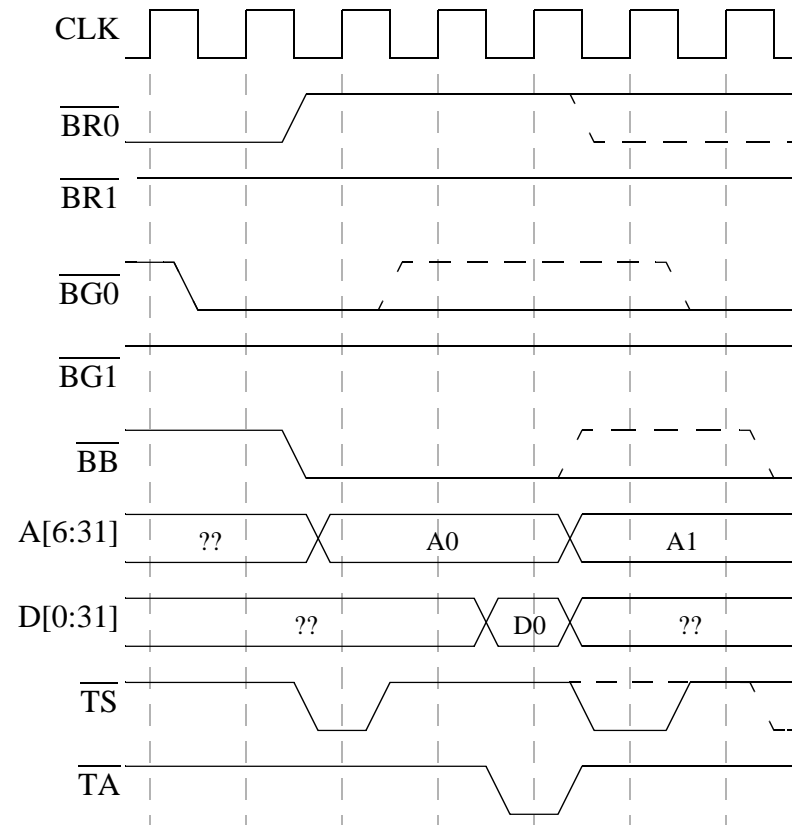 CLK
BR0
BR1
BG0
BG1
BB
A[6:31] ?? A0 A1
D[0:31] ?? D0 ??
TS
TA